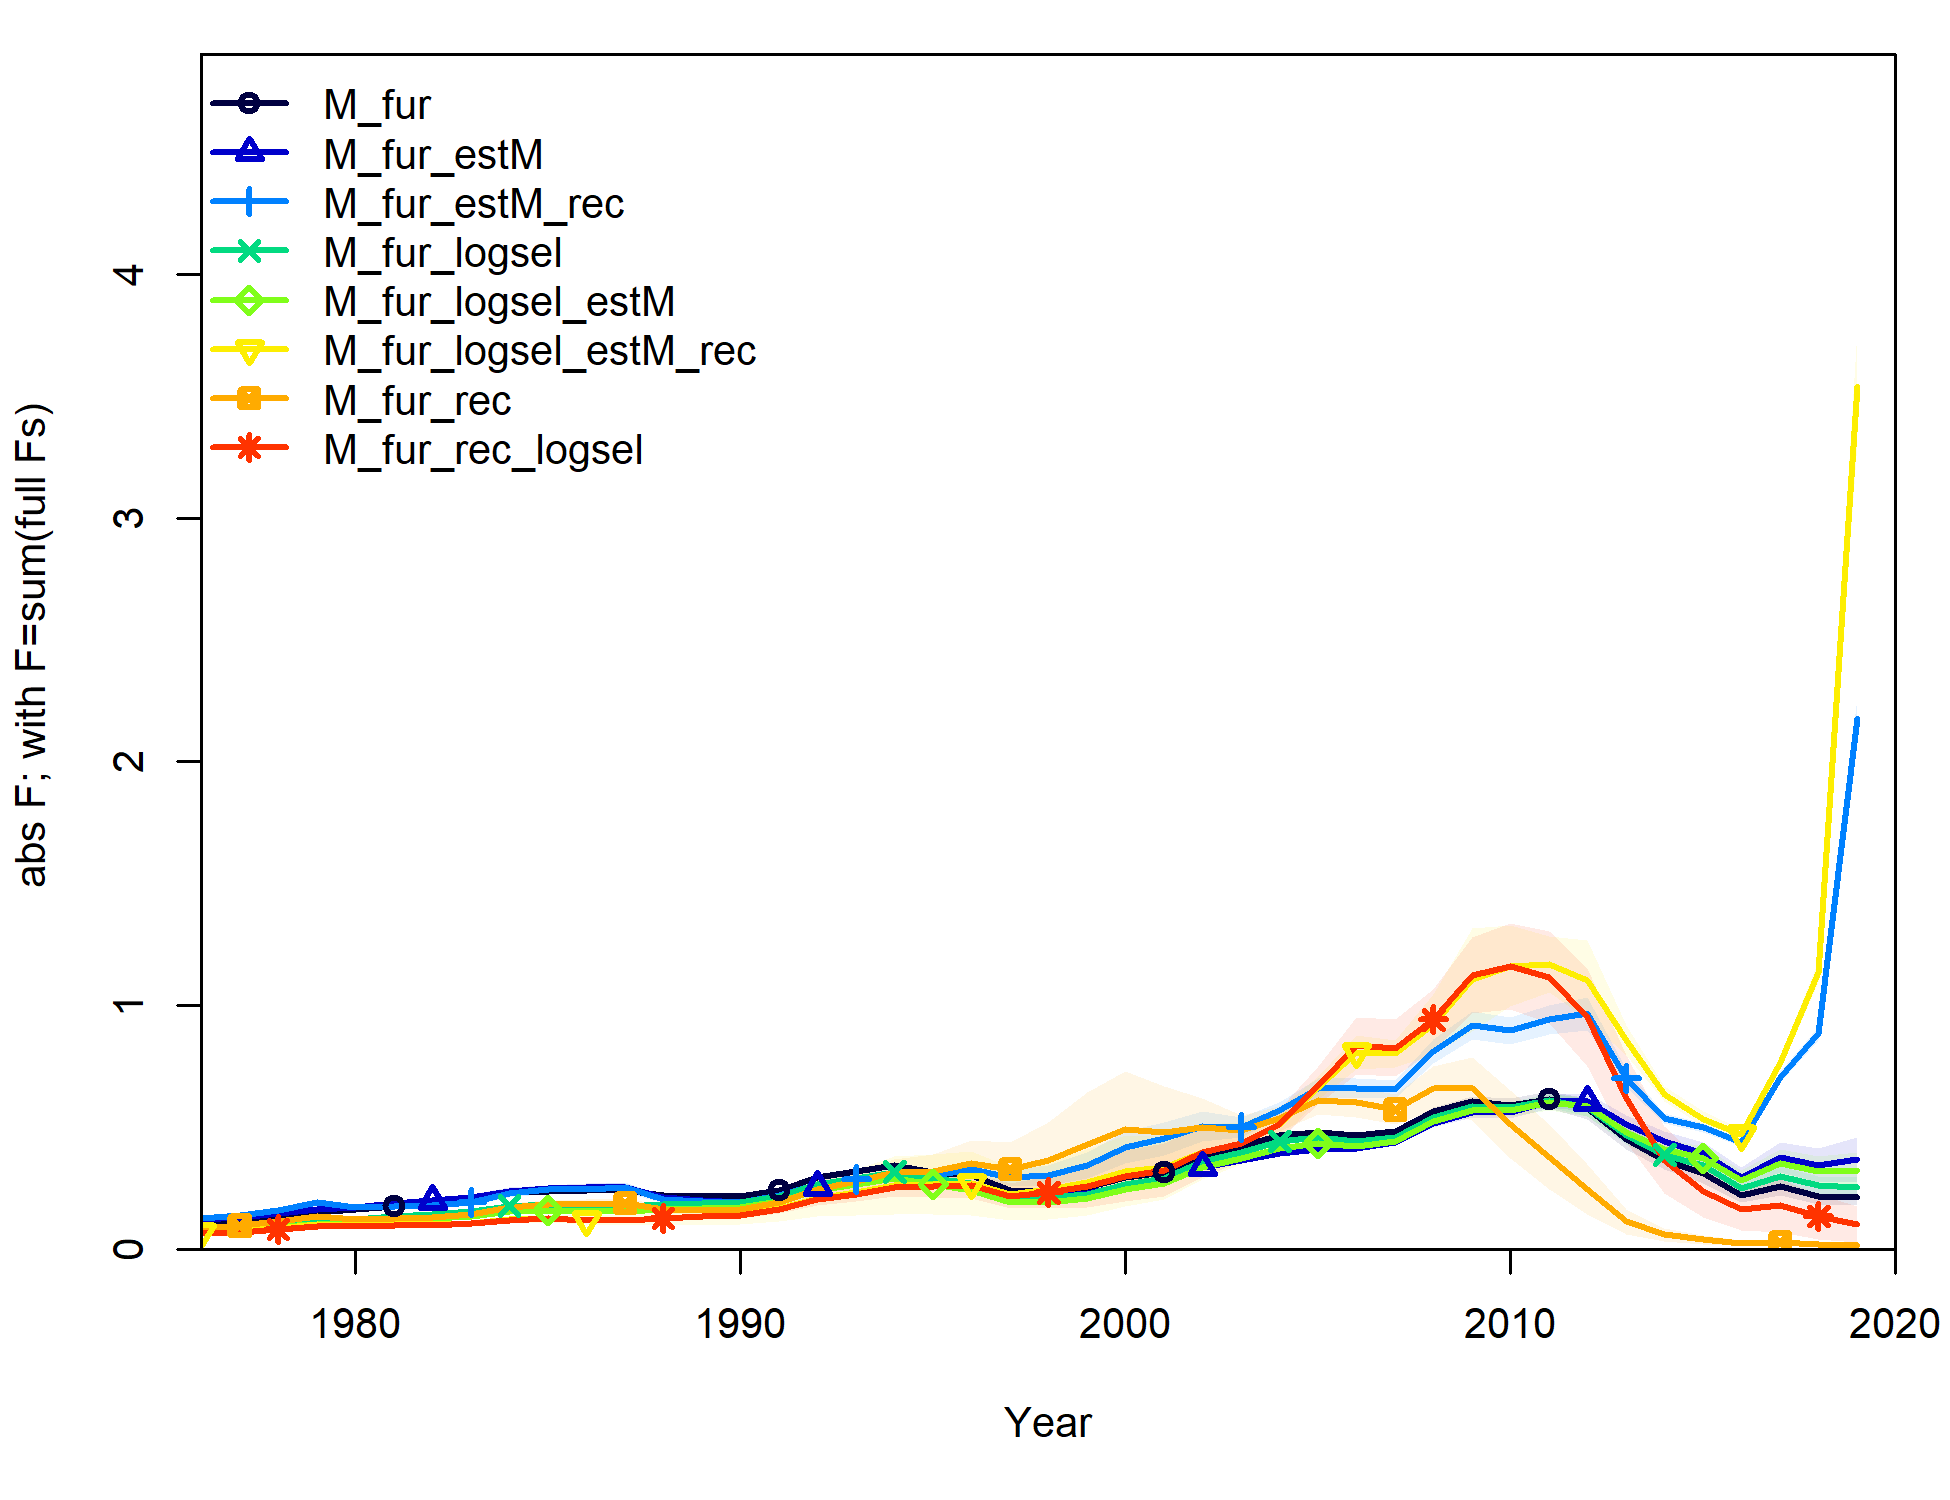 M_fur
M_fur_estM
M_fur_estM_rec
M_fur_logsel
M_fur_logsel_estM
M_fur_logsel_estM_rec
M_fur_rec
M_fur_rec_logsel
abs F; with F=sum(full Fs)
4
3
2
1
0
1980 1990 2000 2010 2020
Year